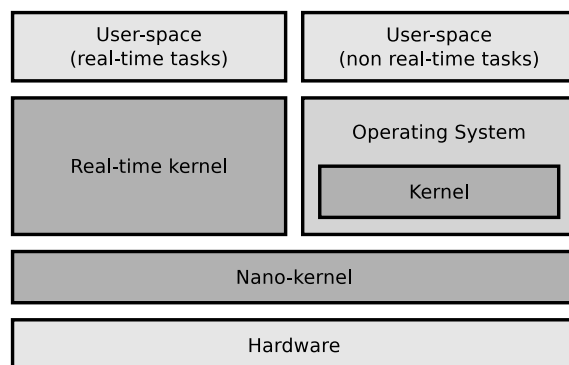 User-space
(real-time tasks)
User-space
(non real-time tasks)
Real-time kernel
Operating System
Kernel
Nano-kernel
Hardware